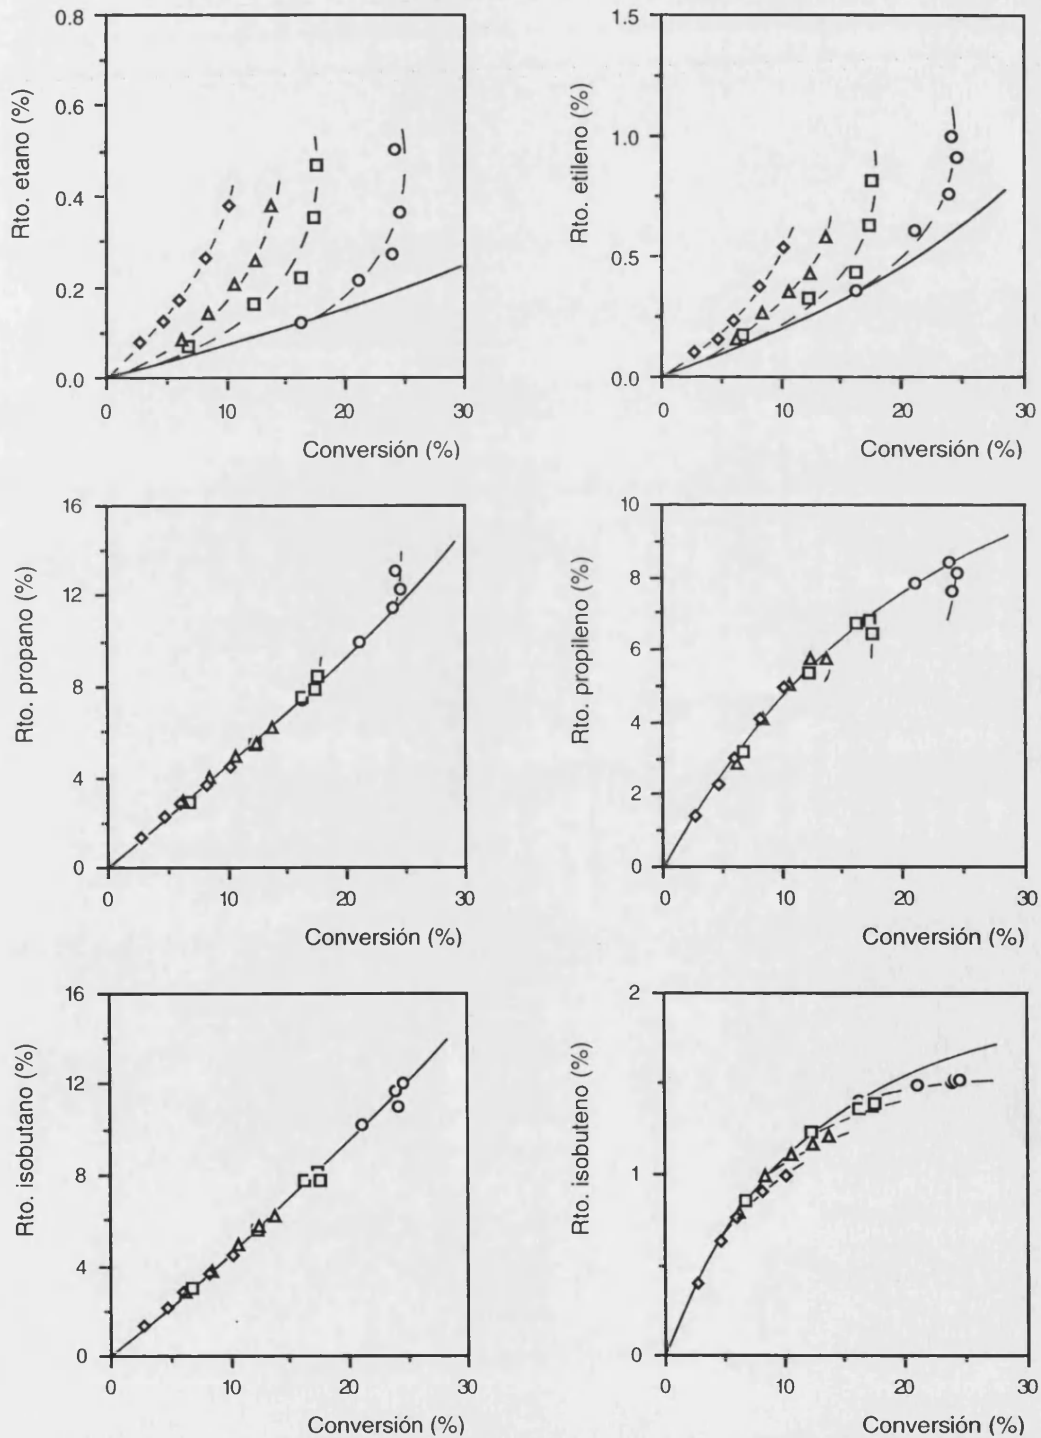 Rto. etano (%)
0.8
0.6
0.4
0.2
0.0
0 10 20 30
Conversión (%)
Rto. etileno (%)
1.5
1.0
0.5
0.0
0 10 20 30
Conversión (%)
Rto. propano (%)
16
12
8
4
0
0 10 20 30
Conversión (%)
Rto. propileno (%)
10
8
6
4
2
0
0 10 20 30
Conversión (%)
Rto. isobutano (%)
16
12
8
4
0
0 10 20 30
Conversión (%)
Rto. isobuteno (%)
2
1
0
0 10 20 30
Conversión (%)